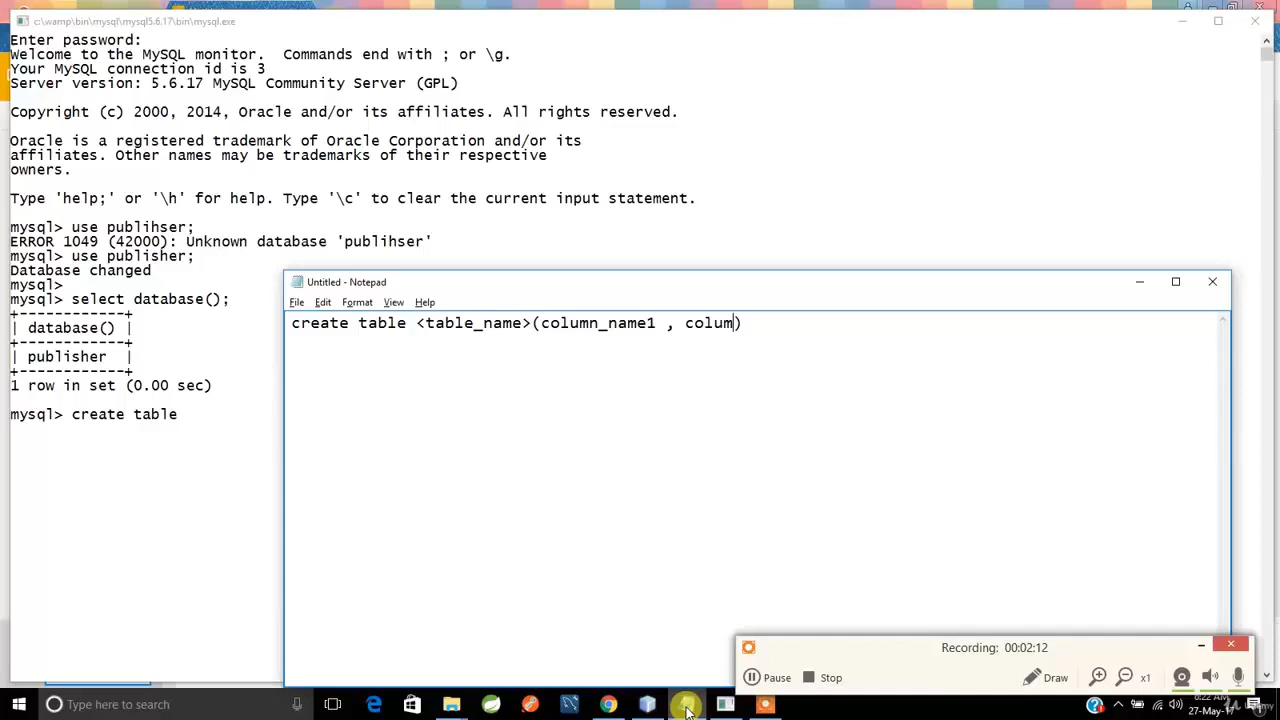 c:\wamp\bin\mysql\mysql5.6.17\bin\mysql.exe
Enter password:
Welcome to the MySQL monitor.  Commands end with ; or \g.
Your MySQL connection id is 3
Server version: 5.6.17 MySQL Community Server (GPL)
Copyright (c) 2000, 2014, Oracle and/or its affiliates. All rights reserved.
Oracle is a registered trademark of Oracle Corporation and/or its
affiliates. Other names may be trademarks of their respective
owners.
Type 'help;' or '\h' for help. Type '\c' to clear the current input statement.
mysql> use publihser;
ERROR 1049 (42000): Unknown database 'publihser'
mysql> use publisher;
Database changed
mysql>
mysql> select database();
+------------+
| database() |
+------------+
| publisher  |
+------------+
1 row in set (0.00 sec)
mysql> create table
Untitled - Notepad
File Edit Format View Help
create table <table_name>(column_name1 , colum)
Recording: 00:02:12
Pause Stop Draw x1
Type here to search
27-May-17